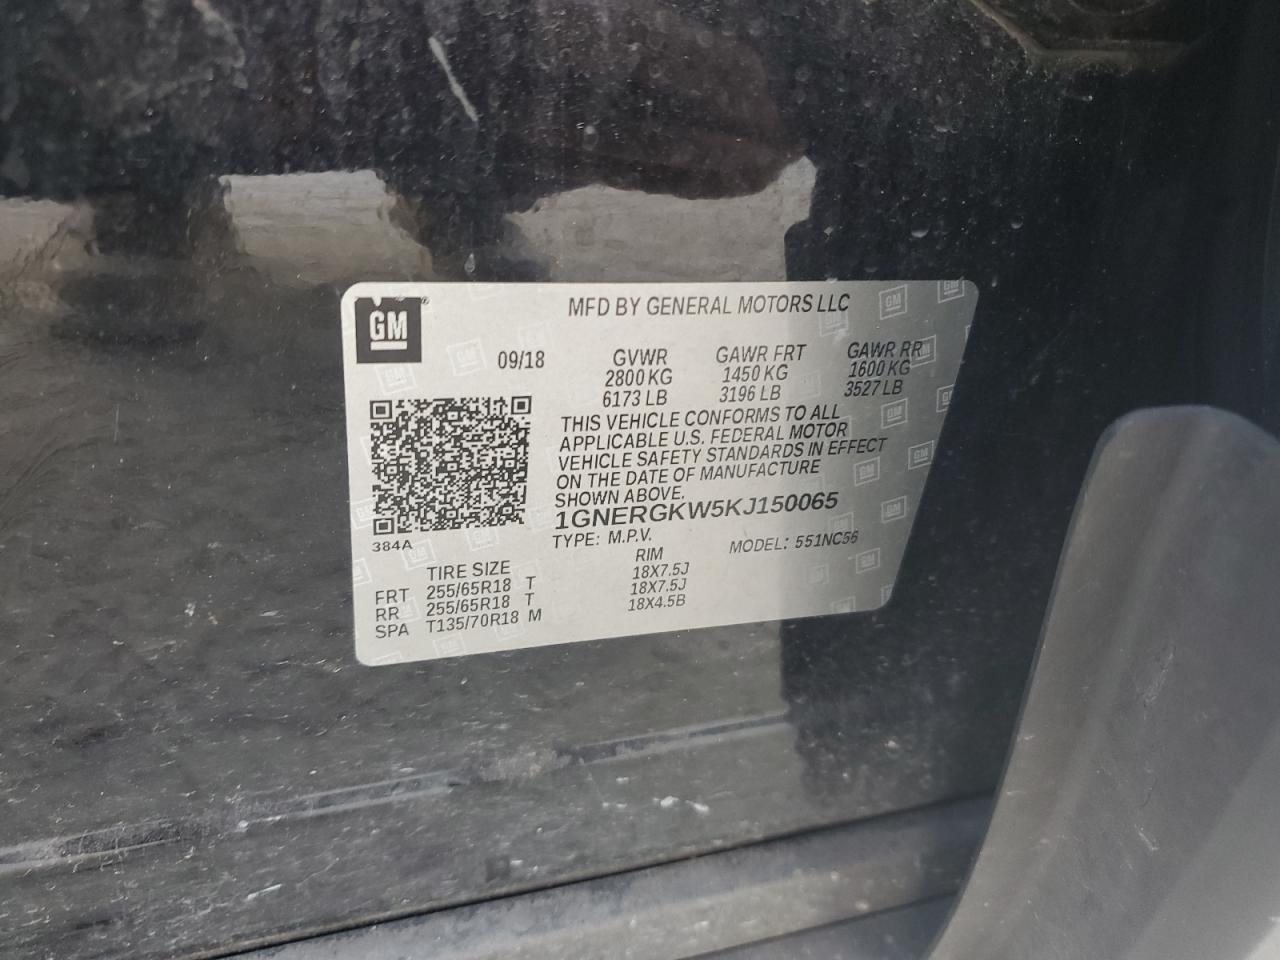 GM ®
MFD BY GENERAL MOTORS LLC
09/18 GVWR GAWR FRT GAWR RR
2800 KG 1450 KG 1600 KG
6173 LB 3196 LB 3527 LB
THIS VEHICLE CONFORMS TO ALL
APPLICABLE U.S. FEDERAL MOTOR
VEHICLE SAFETY STANDARDS IN EFFECT
ON THE DATE OF MANUFACTURE
SHOWN ABOVE.
1GNERGKW5KJ150065
384A
TYPE: M.P.V. MODEL: 551NC56
TIRE SIZE RIM
FRT 255/65R18 T 18X7.5J
RR 255/65R18 T 18X7.5J
SPA T135/70R18 M 18X4.5B